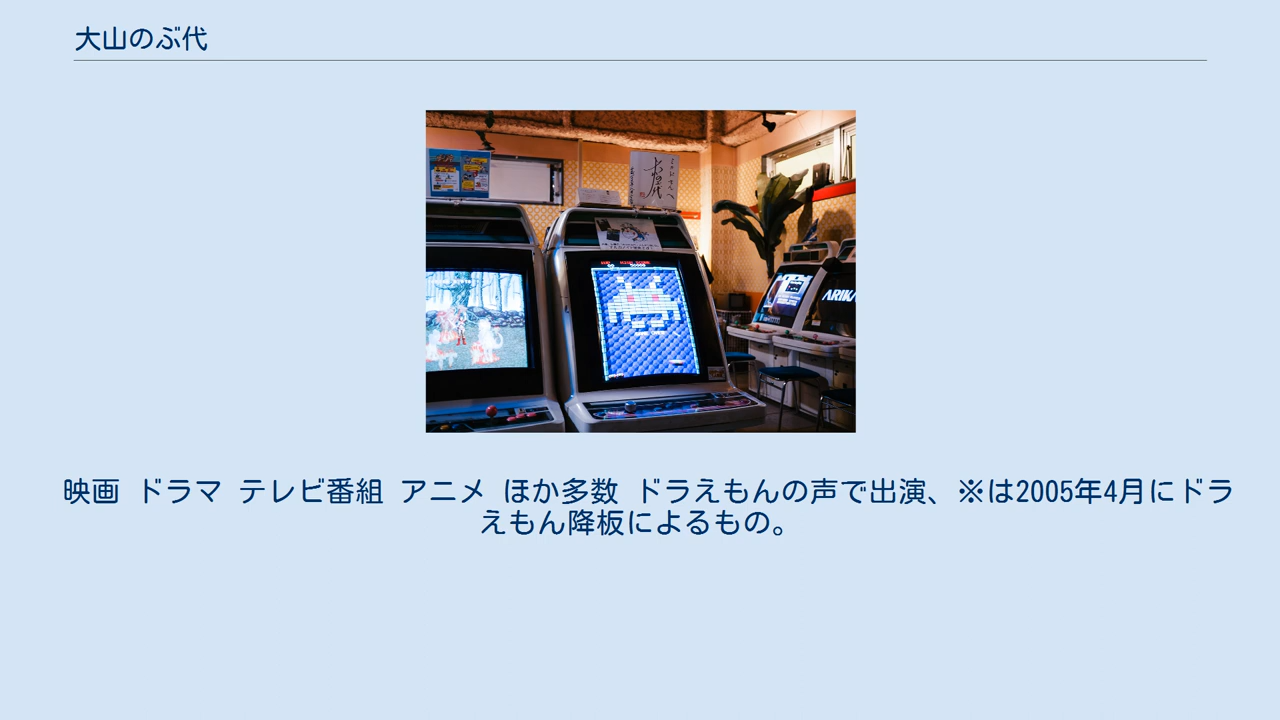 大山のぶ代
ARIKA
映画 ドラマ テレビ番組 アニメ ほか多数 ドラえもんの声で出演、※は2005年4月にドラ
えもん降板によるもの。